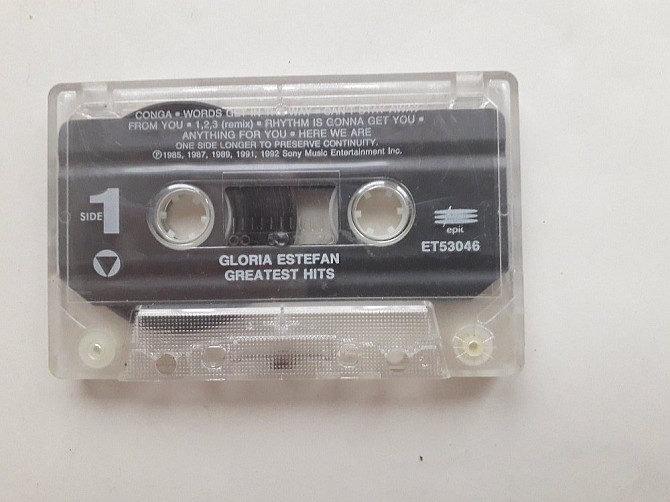 CONGA • WORDS GET IN THE WAY • CAN'T STAY AWAY
FROM YOU • 1,2,3 (remix) • RHYTHM IS GONNA GET YOU •
ANYTHING FOR YOU • HERE WE ARE
ONE SIDE LONGER TO PRESERVE CONTINUITY.
℗1985, 1987, 1989, 1991, 1992 Sony Music Entertainment Inc.
SIDE 1
epic
ET53046
GLORIA ESTEFAN
GREATEST HITS